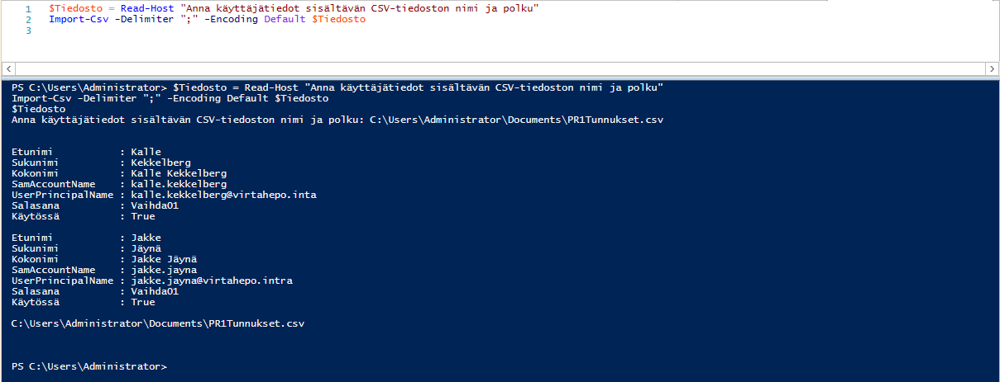 1 $Tiedosto = Read-Host "Anna käyttäjätiedot sisältävän CSV-tiedoston nimi ja polku"
2 Import-Csv -Delimiter ";" -Encoding Default $Tiedosto
3
PS C:\Users\Administrator> $Tiedosto = Read-Host "Anna käyttäjätiedot sisältävän CSV-tiedoston nimi ja polku"
Import-Csv -Delimiter ";" -Encoding Default $Tiedosto
$Tiedosto
Anna käyttäjätiedot sisältävän CSV-tiedoston nimi ja polku: C:\Users\Administrator\Documents\PR1Tunnukset.csv
Etunimi : Kalle
Sukunimi : Kekkelberg
Kokonimi : Kalle Kekkelberg
SamAccountName : kalle.kekkelberg
UserPrincipalName : kalle.kekkelberg@virtahepo.inta
Salasana : Vaihda01
Käytössä : True
Etunimi : Jakke
Sukunimi : Jäynä
Kokonimi : Jakke Jäynä
SamAccountName : jakke.jayna
UserPrincipalName : jakke.jayna@virtahepo.intra
Salasana : Vaihda01
Käytössä : True
C:\Users\Administrator\Documents\PR1Tunnukset.csv
PS C:\Users\Administrator>